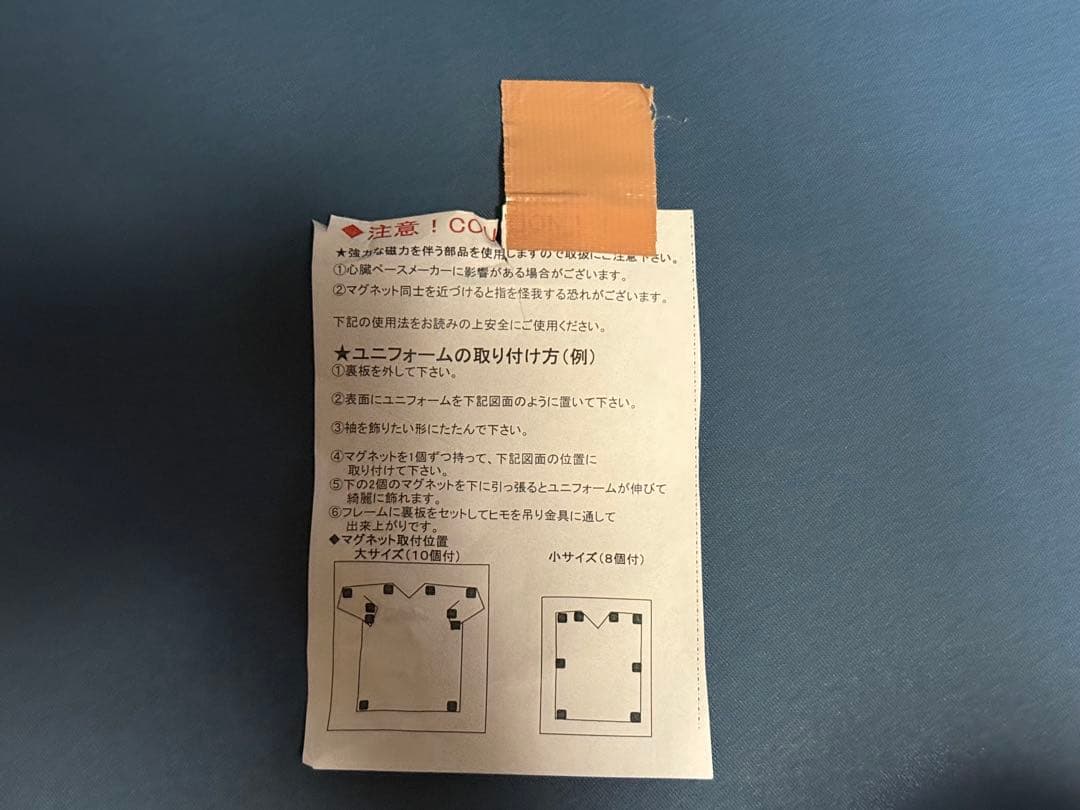 ◆注意！COU
★強力な磁力を伴う部品を使用しますので取扱にご注意下さい。
①心臓ペースメーカーに影響がある場合がございます。
②マグネット同士を近づけると指を怪我する恐れがございます。
下記の使用法をお読みの上安全にご使用ください。
★ユニフォームの取り付け方（例）
①裏板を外して下さい。
②表面にユニフォームを下記図面のように置いて下さい。
③袖を飾りたい形にたたんで下さい。
④マグネットを1個ずつ持って、下記図面の位置に
取り付けて下さい。
⑤下の2個のマグネットを下に引っ張るとユニフォームが伸びて
綺麗に飾れます。
⑥フレームに裏板をセットしてヒモを吊り金具に通して
出来上がりです。
◆マグネット取付位置
大サイズ（10個付） 小サイズ（8個付）